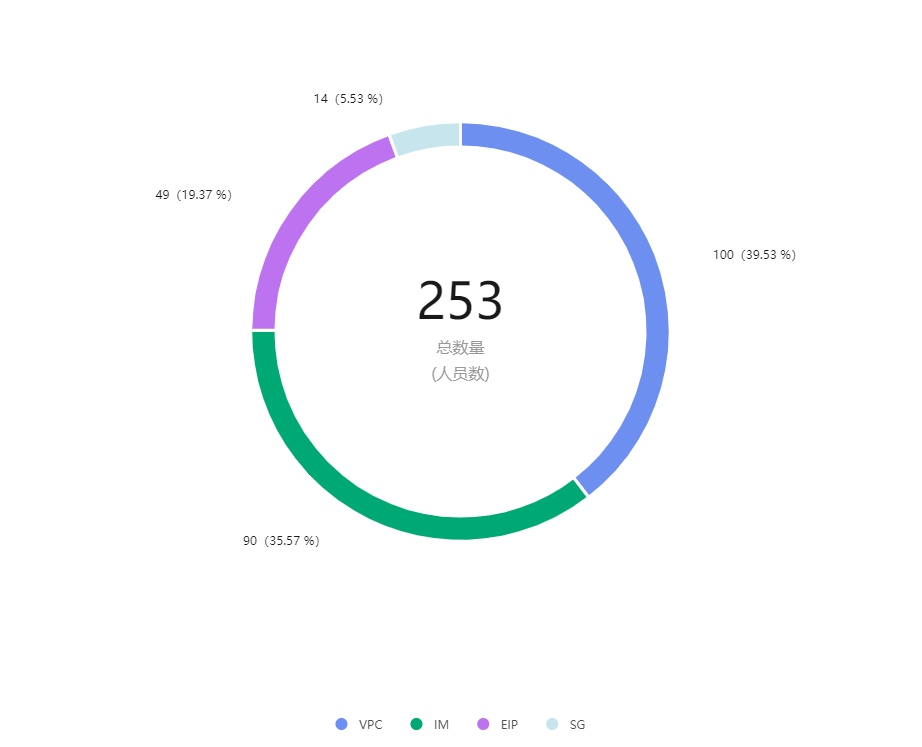 14（5.53 %）
49（19.37 %）
100（39.53 %）
253
总数量
(人员数)
90（35.57 %）
VPC IM EIP SG